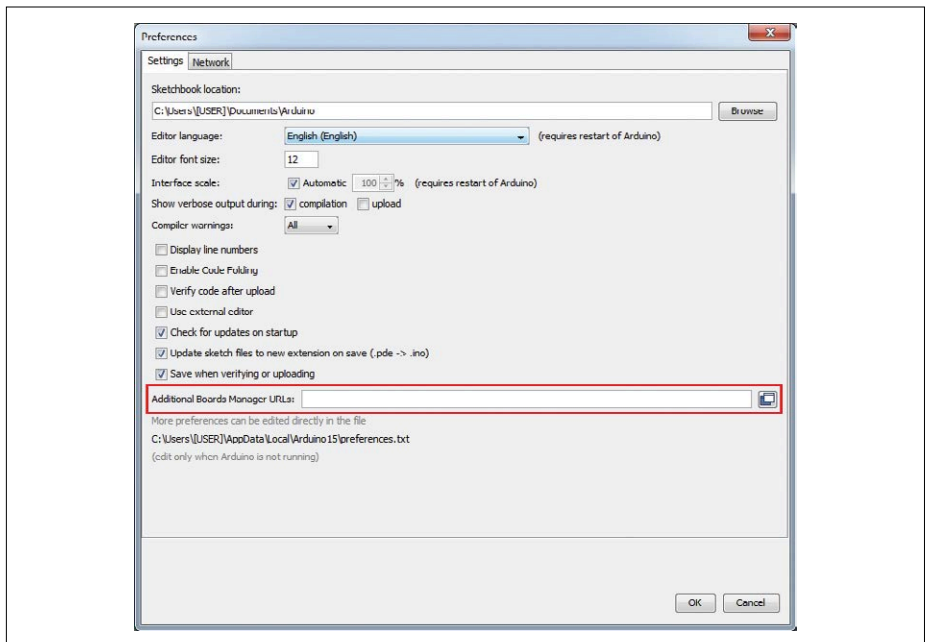 Preferences
Settings Network
Sketchbook location:
C:\Users\[USER]\Documents\Arduino Browse
Editor language: English (English) (requires restart of Arduino)
Editor font size: 12
Interface scale: Automatic 100 % (requires restart of Arduino)
Show verbose output during: compilation upload
Compiler warnings: All
Display line numbers
Enable Code Folding
Verify code after upload
Use external editor
Check for updates on startup
Update sketch files to new extension on save (.pde -> .ino)
Save when verifying or uploading
Additional Boards Manager URLs:
More preferences can be edited directly in the file
C:\Users\[USER]\AppData\Local\Arduino15\preferences.txt
(edit only when Arduino is not running)
OK Cancel